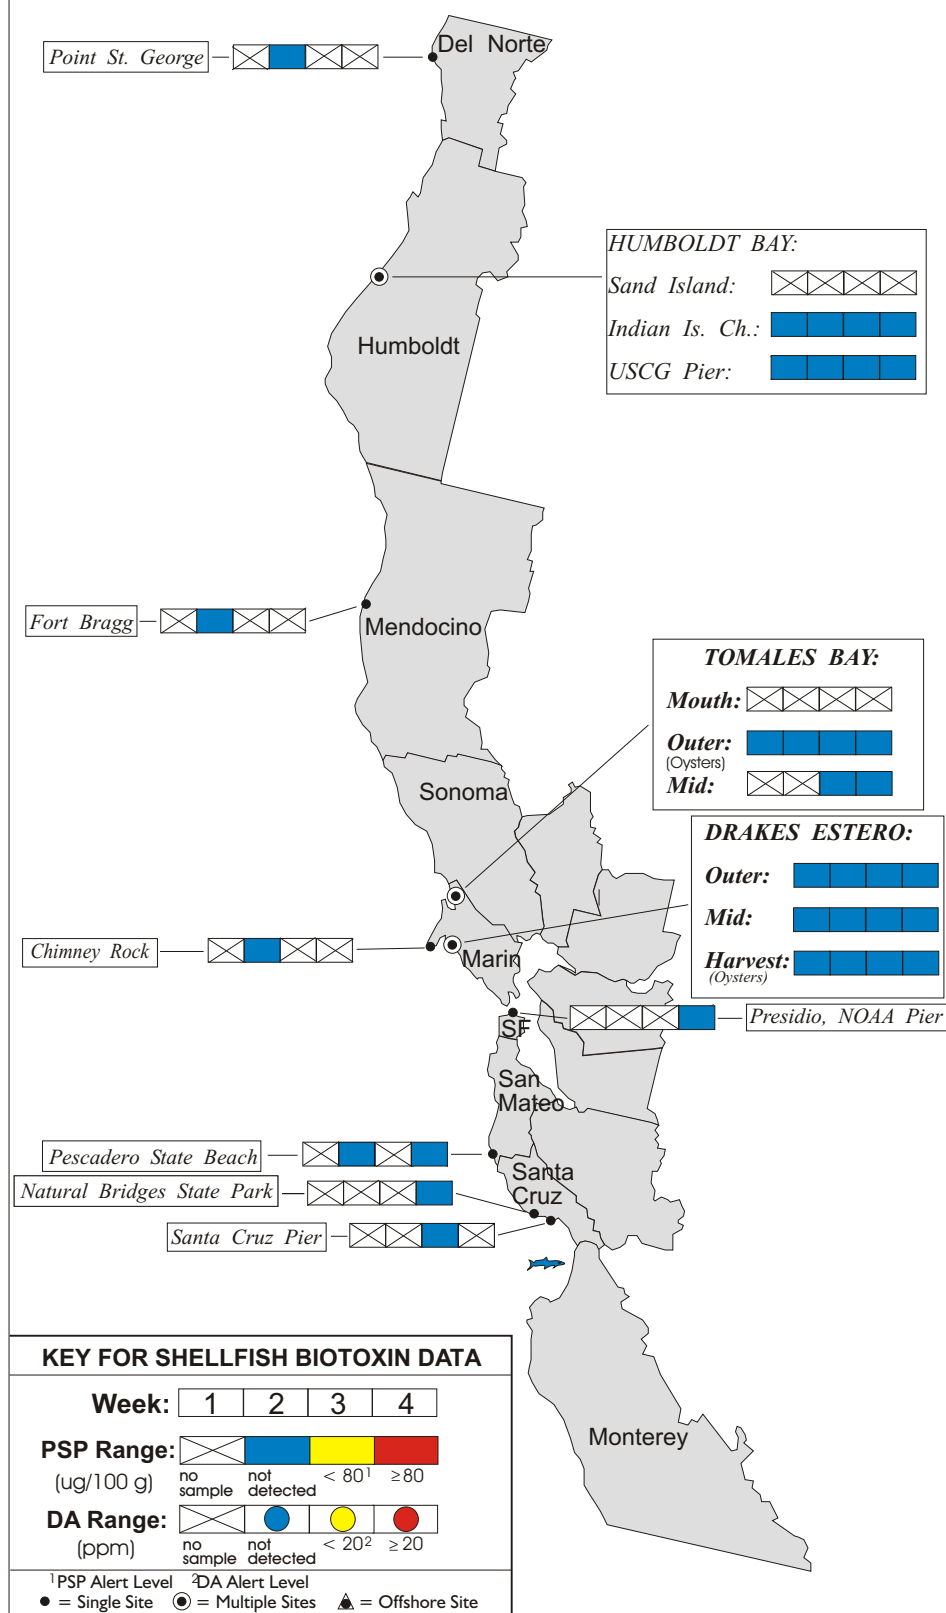 Del Norte
Point St. George
HUMBOLDT BAY:
Sand Island:
Indian Is. Ch.:
USCG Pier:
Humboldt
Fort Bragg
Mendocino
TOMALES BAY:
Mouth:
Outer:
(Oysters)
Mid:
Sonoma
DRAKES ESTERO:
Outer:
Mid:
Harvest:
(Oysters)
Chimney Rock
Marin
Presidio, NOAA Pier
SF
San
Mateo
Pescadero State Beach
Santa
Cruz
Natural Bridges State Park
Santa Cruz Pier
Monterey
KEY FOR SHELLFISH BIOTOXIN DATA
Week: 1 2 3 4
PSP Range:
(ug/100 g)
no sample not detected < 80¹ ≥80
DA Range:
(ppm)
no sample not detected < 20² ≥ 20
¹PSP Alert Level ²DA Alert Level
= Single Site = Multiple Sites = Offshore Site